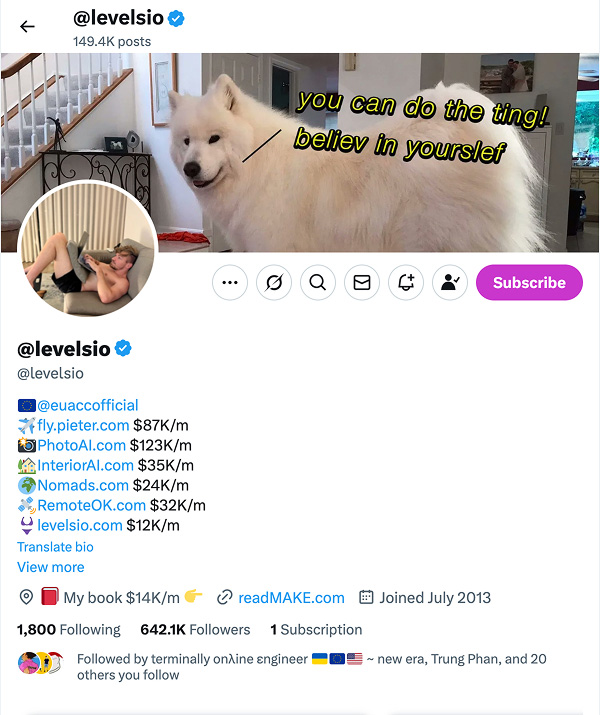 @levelsio
149.4K posts
you can do the ting!
believ in yourslef
Subscribe
@levelsio
@levelsio
🇪🇺@euaccofficial
✈️fly.pieter.com $87K/m
📸PhotoAI.com $123K/m
🏡InteriorAI.com $35K/m
🌍Nomads.com $24K/m
🛰️RemoteOK.com $32K/m
levelsio.com $12K/m
Translate bio
View more
📕 My book $14K/m 👉 readMAKE.com Joined July 2013
1,800 Following 642.1K Followers 1 Subscription
Followed by terminally onλine εngineer 🇺🇦🇪🇺🇺🇸 ~ new era, Trung Phan, and 20
others you follow